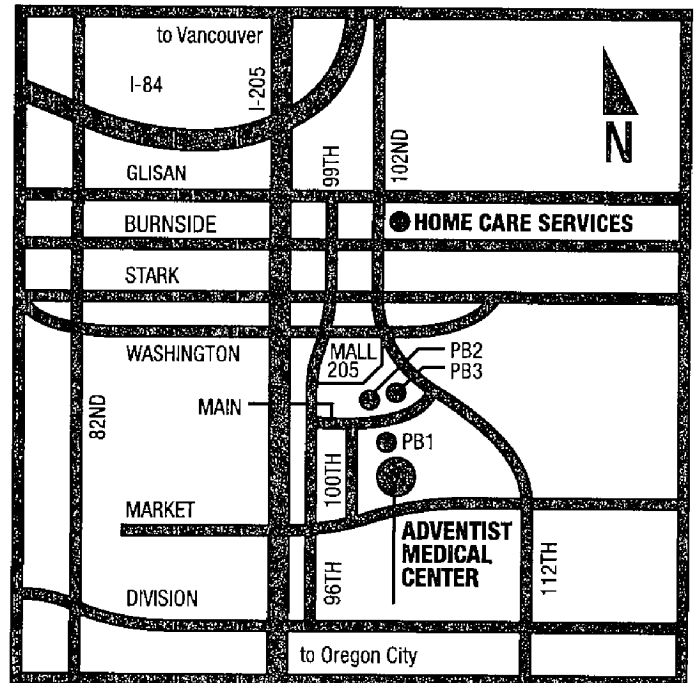 to Vancouver
I-84
I-205
N
99TH
102ND
GLISAN
BURNSIDE
HOME CARE SERVICES
STARK
WASHINGTON
MALL
205
PB2
PB3
MAIN
82ND
PB1
100TH
MARKET
ADVENTIST
MEDICAL
CENTER
96TH
112TH
DIVISION
to Oregon City